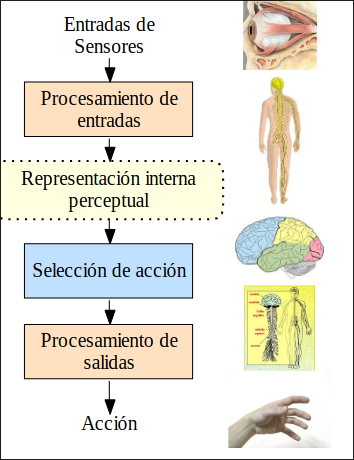 Entradas de
Sensores
Procesamiento de
entradas
Representación interna
perceptual
Selección de acción
Procesamiento de
salidas
Acción